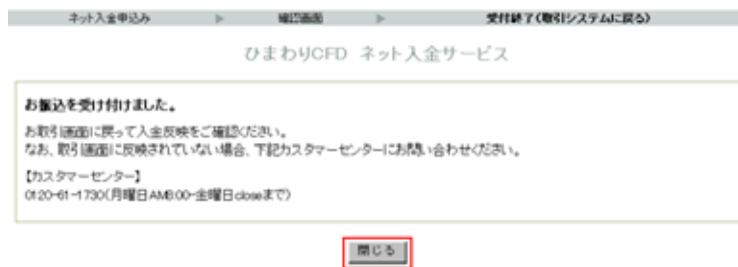 ネット入金申込み ▶ 確認画面 ▶ 受付終了(取引システムに戻る)
ひまわりCFD ネット入金サービス
お振込を受け付けました。
お取引画面に戻って入金反映をご確認ください。
なお、取引画面に反映されていない場合、下記カスタマーセンターにお問い合わせください。
【カスタマーセンター】
0120-61-1730(月曜日AM8:00-金曜日closeまで)
閉じる